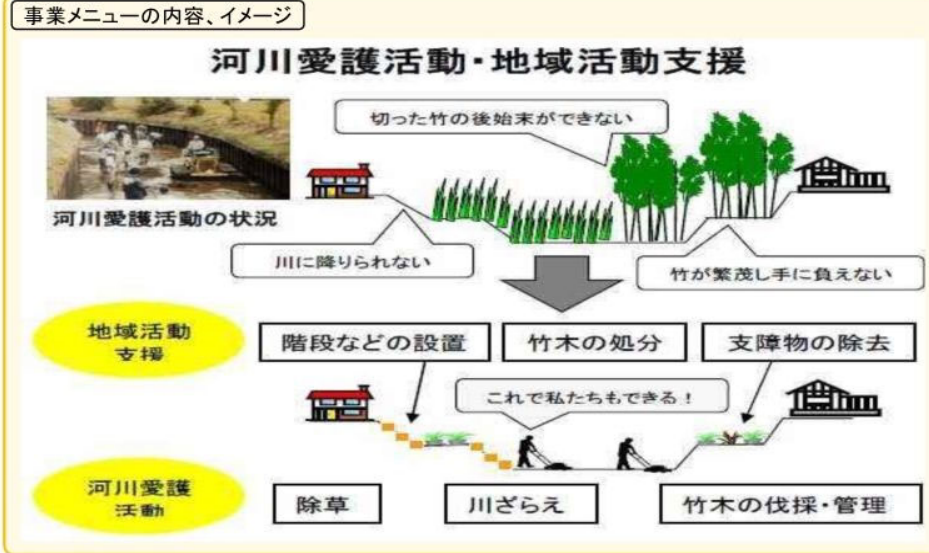 事業メニューの内容、イメージ
河川愛護活動・地域活動支援
切った竹の後始末ができない
河川愛護活動の状況
川に降りられない
竹が繁茂し手に負えない
地域活動
支援
階段などの設置
竹木の処分
支障物の除去
これで私たちもできる！
河川愛護
活動
除草
川ざらえ
竹木の伐採・管理